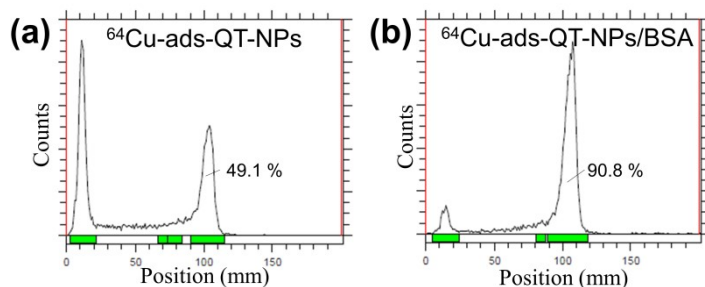 (a)
64Cu-ads-QT-NPs
Counts
49.1 %
0 50 100 150
Position (mm)
(b)
64Cu-ads-QT-NPs/BSA
Counts
90.8 %
0 50 100 150
Position (mm)